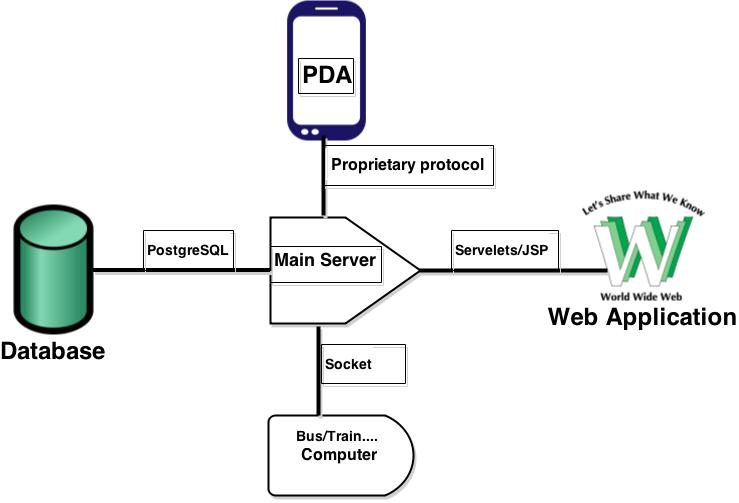 PDA
Proprietary protocol
Let's Share What We Know
World Wide Web
Web Application
PostgreSQL
Main Server
Servelets/JSP
Database
Socket
Bus/Train....
Computer